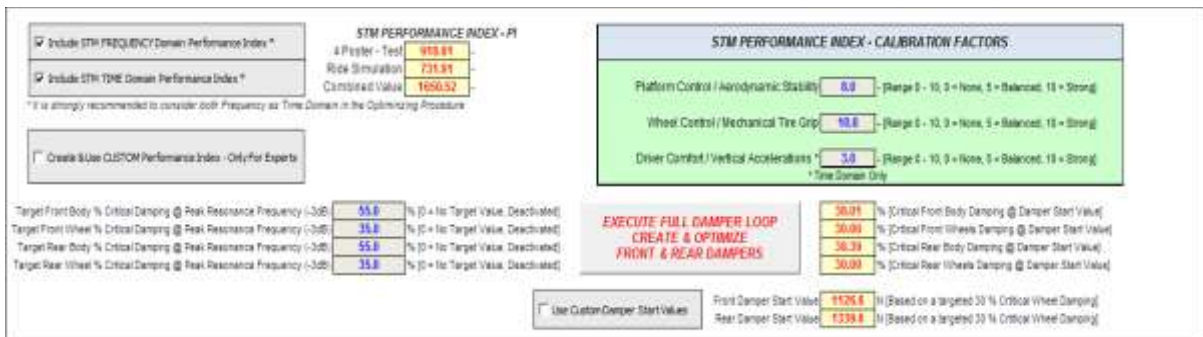 STM PERFORMANCE INDEX - PI
Include STM FREQUENCY Domain Performance Index *
4 Poster - Test 918.61 -
Ride Simulation 731.91 -
Include STM TIME Domain Performance Index *
Combined Value 1650.52 -
* It is strongly recommended to consider both Frequency as Time Domain in the Optimizing Procedure
Create & Use CUSTOM Performance Index - Only For Experts
STM PERFORMANCE INDEX - CALIBRATION FACTORS
Platform Control / Aerodynamic Stability 8.0 - [Range 0 - 10, 0 = None, 5 = Balanced, 10 = Strong]
Wheel Control / Mechanical Tire Grip 10.0 - [Range 0 - 10, 0 = None, 5 = Balanced, 10 = Strong]
Driver Comfort / Vertical Accelerations * 3.0 - [Range 0 - 10, 0 = None, 5 = Balanced, 10 = Strong]
* Time Domain Only
Target Front Body % Critical Damping @ Peak Resonance Frequency (-3dB) 55.0 % [0 = No Target Value, Deactivated]
Target Front Wheel % Critical Damping @ Peak Resonance Frequency (-3dB) 35.0 % [0 = No Target Value, Deactivated]
Target Rear Body % Critical Damping @ Peak Resonance Frequency (-3dB) 55.0 % [0 = No Target Value, Deactivated]
Target Rear Wheel % Critical Damping @ Peak Resonance Frequency (-3dB) 35.0 % [0 = No Target Value, Deactivated]
EXECUTE FULL DAMPER LOOP
CREATE & OPTIMIZE
FRONT & REAR DAMPERS
30.01 % [Critical Front Body Damping @ Damper Start Value]
30.00 % [Critical Front Wheels Damping @ Damper Start Value]
30.39 % [Critical Rear Body Damping @ Damper Start Value]
30.00 % [Critical Rear Wheels Damping @ Damper Start Value]
Use Custom Damper Start Values
Front Damper Start Value 1126.6 N [Based on a targeted 30 % Critical Wheel Damping]
Rear Damper Start Value 1339.8 N [Based on a targeted 30 % Critical Wheel Damping]